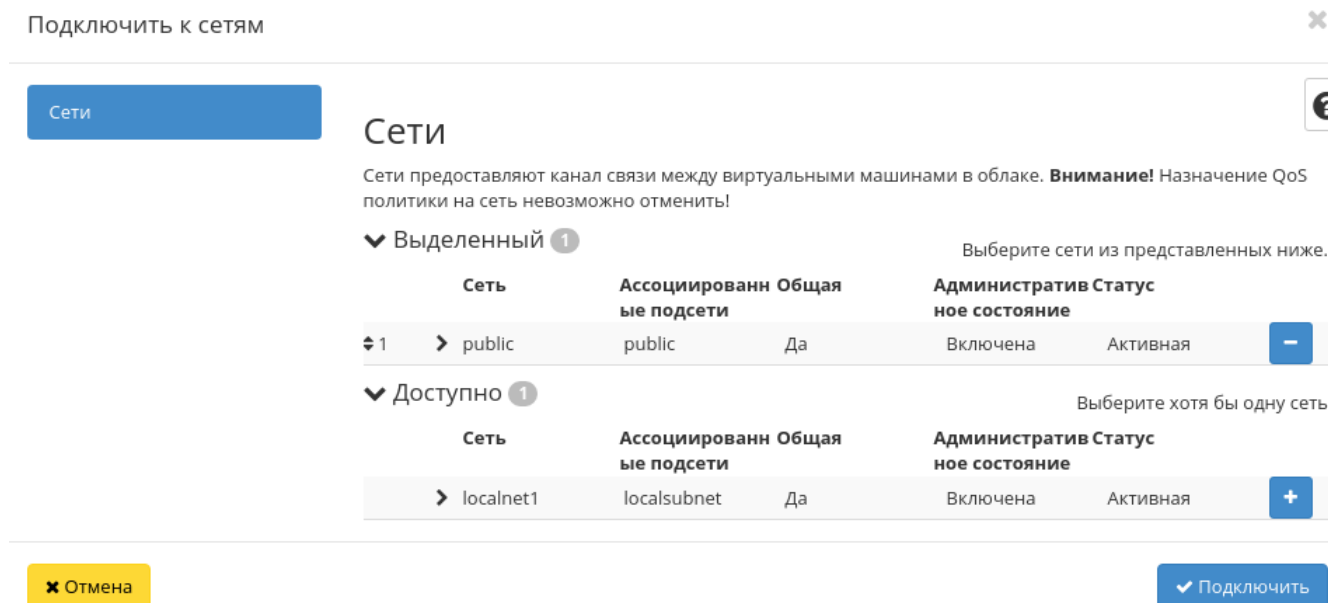 Подключить к сетям
Сети
Сети
Сети предоставляют канал связи между виртуальными машинами в облаке. Внимание! Назначение QoS
политики на сеть невозможно отменить!
Выделенный 1
Выберите сети из представленных ниже.
Сеть Ассоциированн Общая Административ Статус
ые подсети ное состояние
1 public public Да Включена Активная
Доступно 1
Выберите хотя бы одну сеть
Сеть Ассоциированн Общая Административ Статус
ые подсети ное состояние
localnet1 localsubnet Да Включена Активная
Отмена Подключить